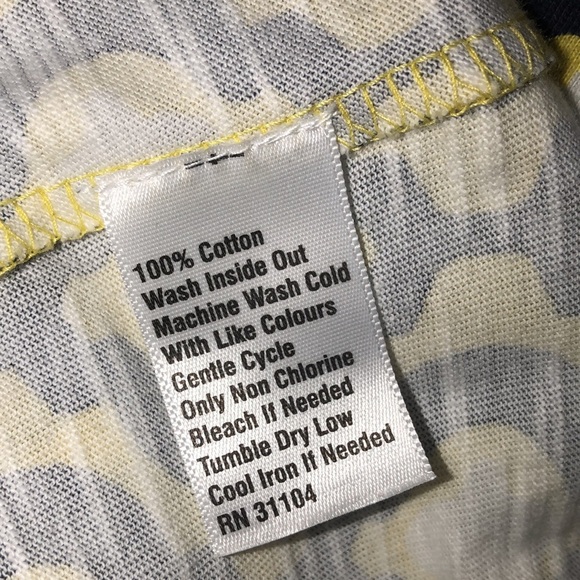 100% Cotton
Wash Inside Out
Machine Wash Cold
With Like Colours
Gentle Cycle
Only Non Chlorine
Bleach If Needed
Tumble Dry Low
Cool Iron If Needed
RN 31104